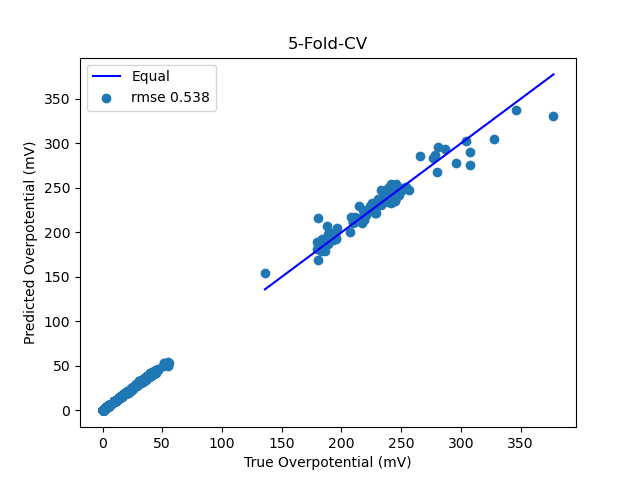 5-Fold-CV
Equal
rmse 0.538
Predicted Overpotential (mV)
350
300
250
200
150
100
50
0
0 50 100 150 200 250 300 350
True Overpotential (mV)